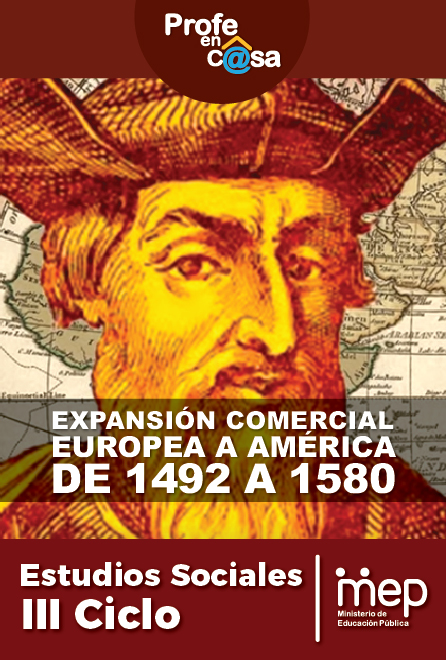 Profe
en
c@sa
EXPANSIÓN COMERCIAL
EUROPEA A AMÉRICA
DE 1492 A 1580
Estudios Sociales
III Ciclo
mep
Ministerio de
Educación Pública